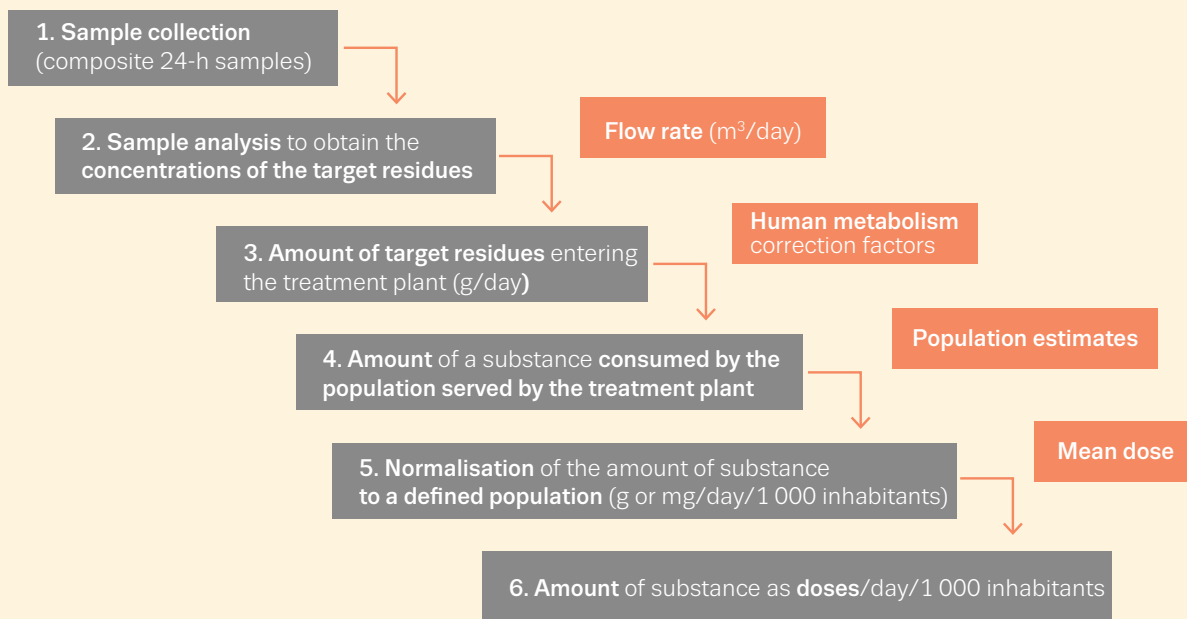 1. Sample collection
(composite 24-h samples)
2. Sample analysis to obtain the
concentrations of the target residues
Flow rate (m³/day)
3. Amount of target residues entering
the treatment plant (g/day)
Human metabolism
correction factors
4. Amount of a substance consumed by the
population served by the treatment plant
Population estimates
5. Normalisation of the amount of substance
to a defined population (g or mg/day/1 000 inhabitants)
Mean dose
6. Amount of substance as doses/day/1 000 inhabitants